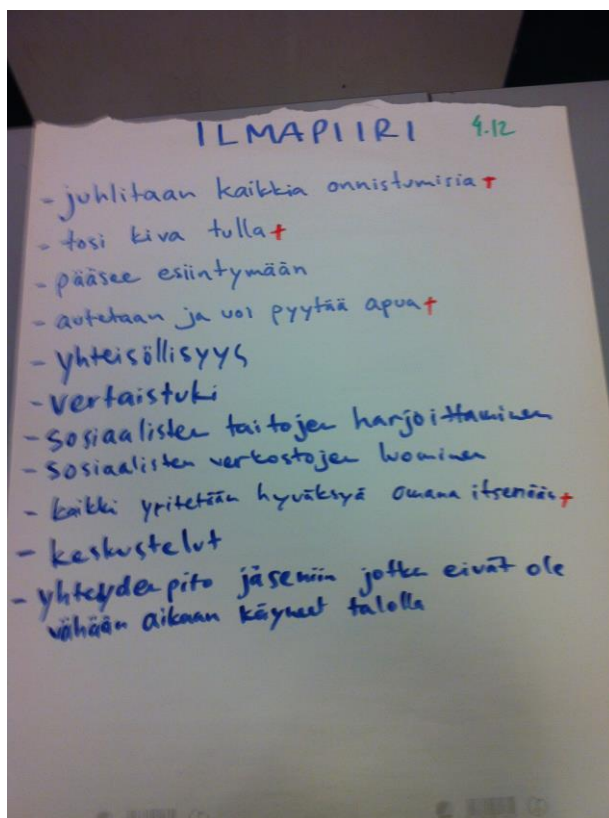 ILMAPIIRI 4.12
- juhlitaan kaikkia onnistumisia +
- tosi kiva tulla +
- pääsee esiintymään
- autetaan ja voi pyytää apua +
- yhteisöllisyys
- vertaistuki
- sosiaalisten taitojen harjoittaminen
- sosiaalisten verkostojen luominen
- kaikki yritetään hyväksyä omana itsenään +
- keskustelut
- yhteydenpito jäseniin jotka eivät ole
vähään aikaan käyneet talolla